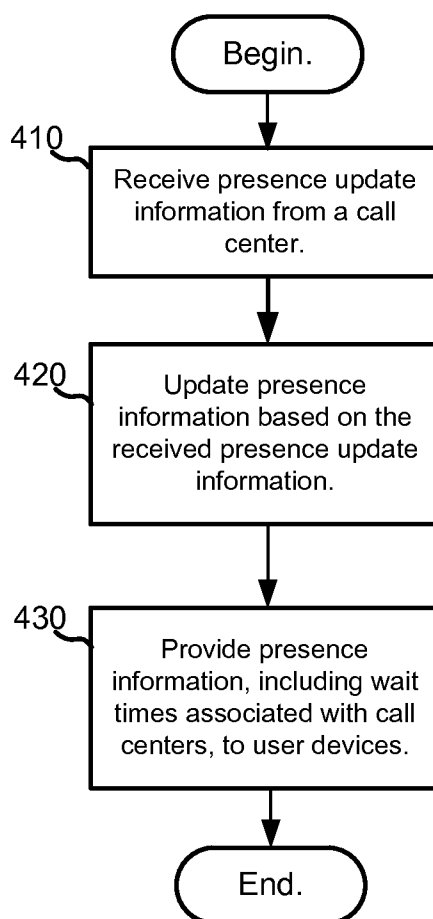 Begin.
410
Receive presence update
information from a call
center.
420
Update presence
information based on the
received presence update
information.
430
Provide presence
information, including wait
times associated with call
centers, to user devices.
End.